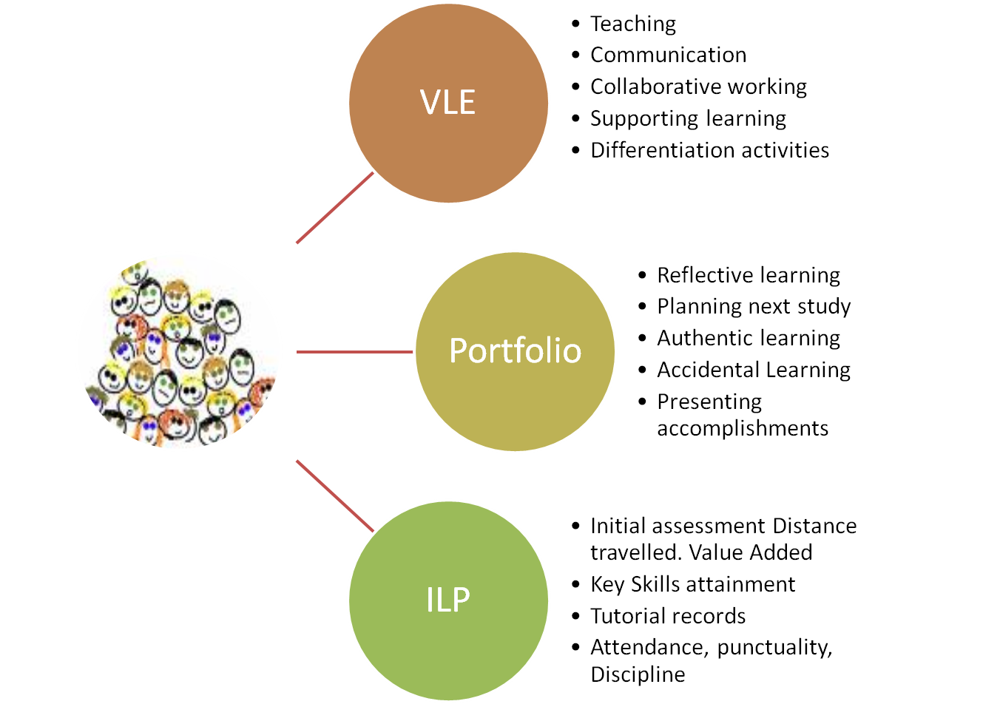 VLE
• Teaching
• Communication
• Collaborative working
• Supporting learning
• Differentiation activities
Portfolio
• Reflective learning
• Planning next study
• Authentic learning
• Accidental Learning
• Presenting
accomplishments
ILP
• Initial assessment Distance
travelled. Value Added
• Key Skills attainment
• Tutorial records
• Attendance, punctuality,
Discipline